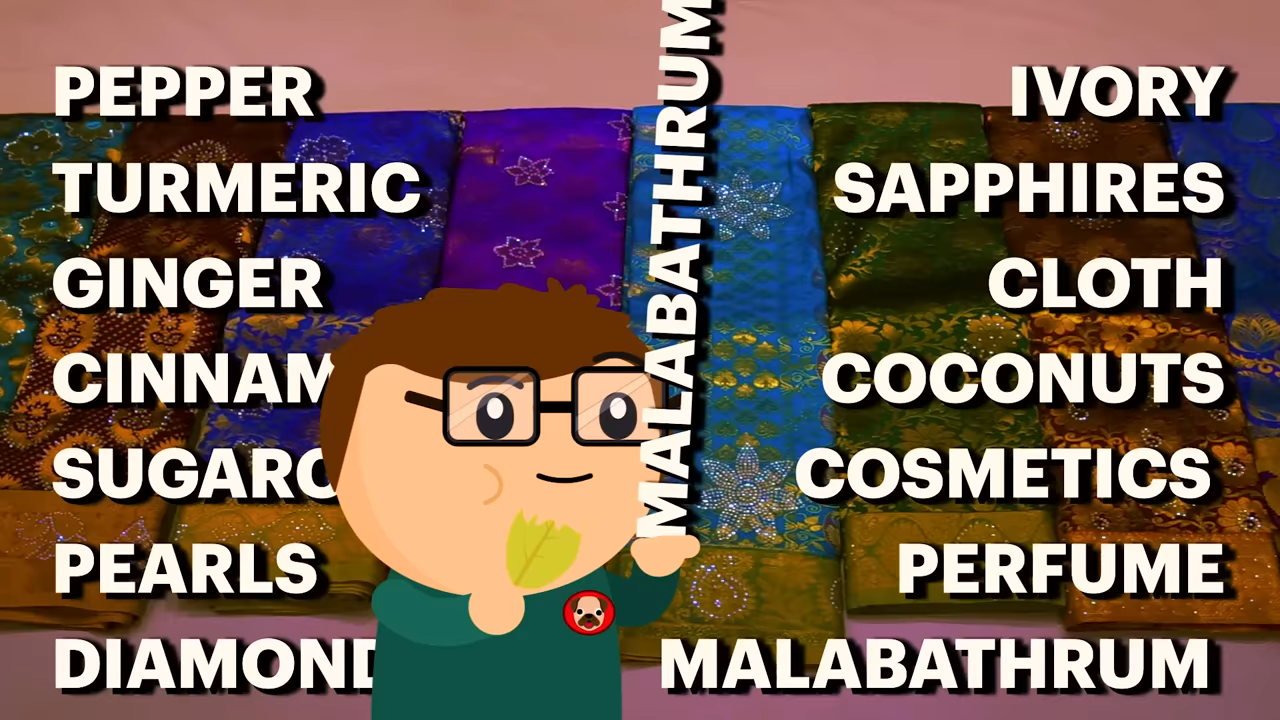 PEPPER
TURMERIC
GINGER
CINNAM
SUGARC
PEARLS
DIAMOND
MALABATHRUM
IVORY
SAPPHIRES
CLOTH
COCONUTS
COSMETICS
PERFUME
MALABATHRUM